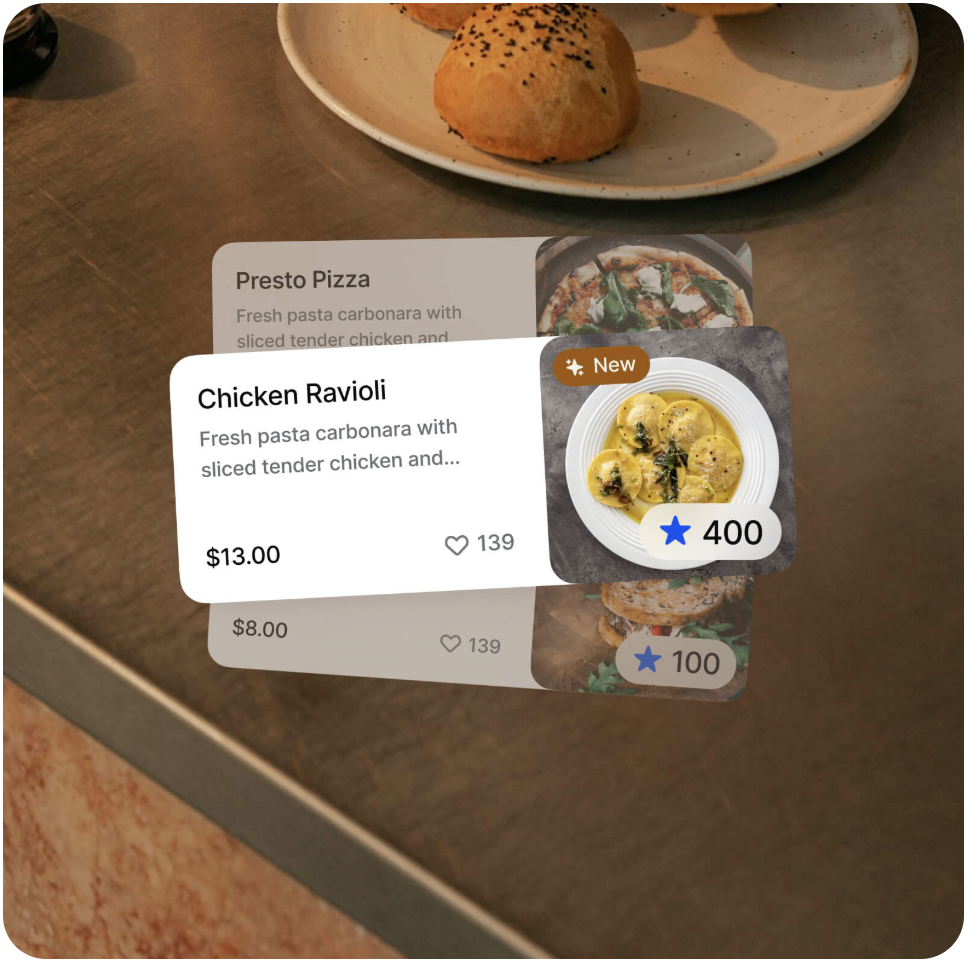 Presto Pizza
Fresh pasta carbonara with
sliced tender chicken and
New
Chicken Ravioli
Fresh pasta carbonara with
sliced tender chicken and...
$13.00
139
400
$8.00
139
100